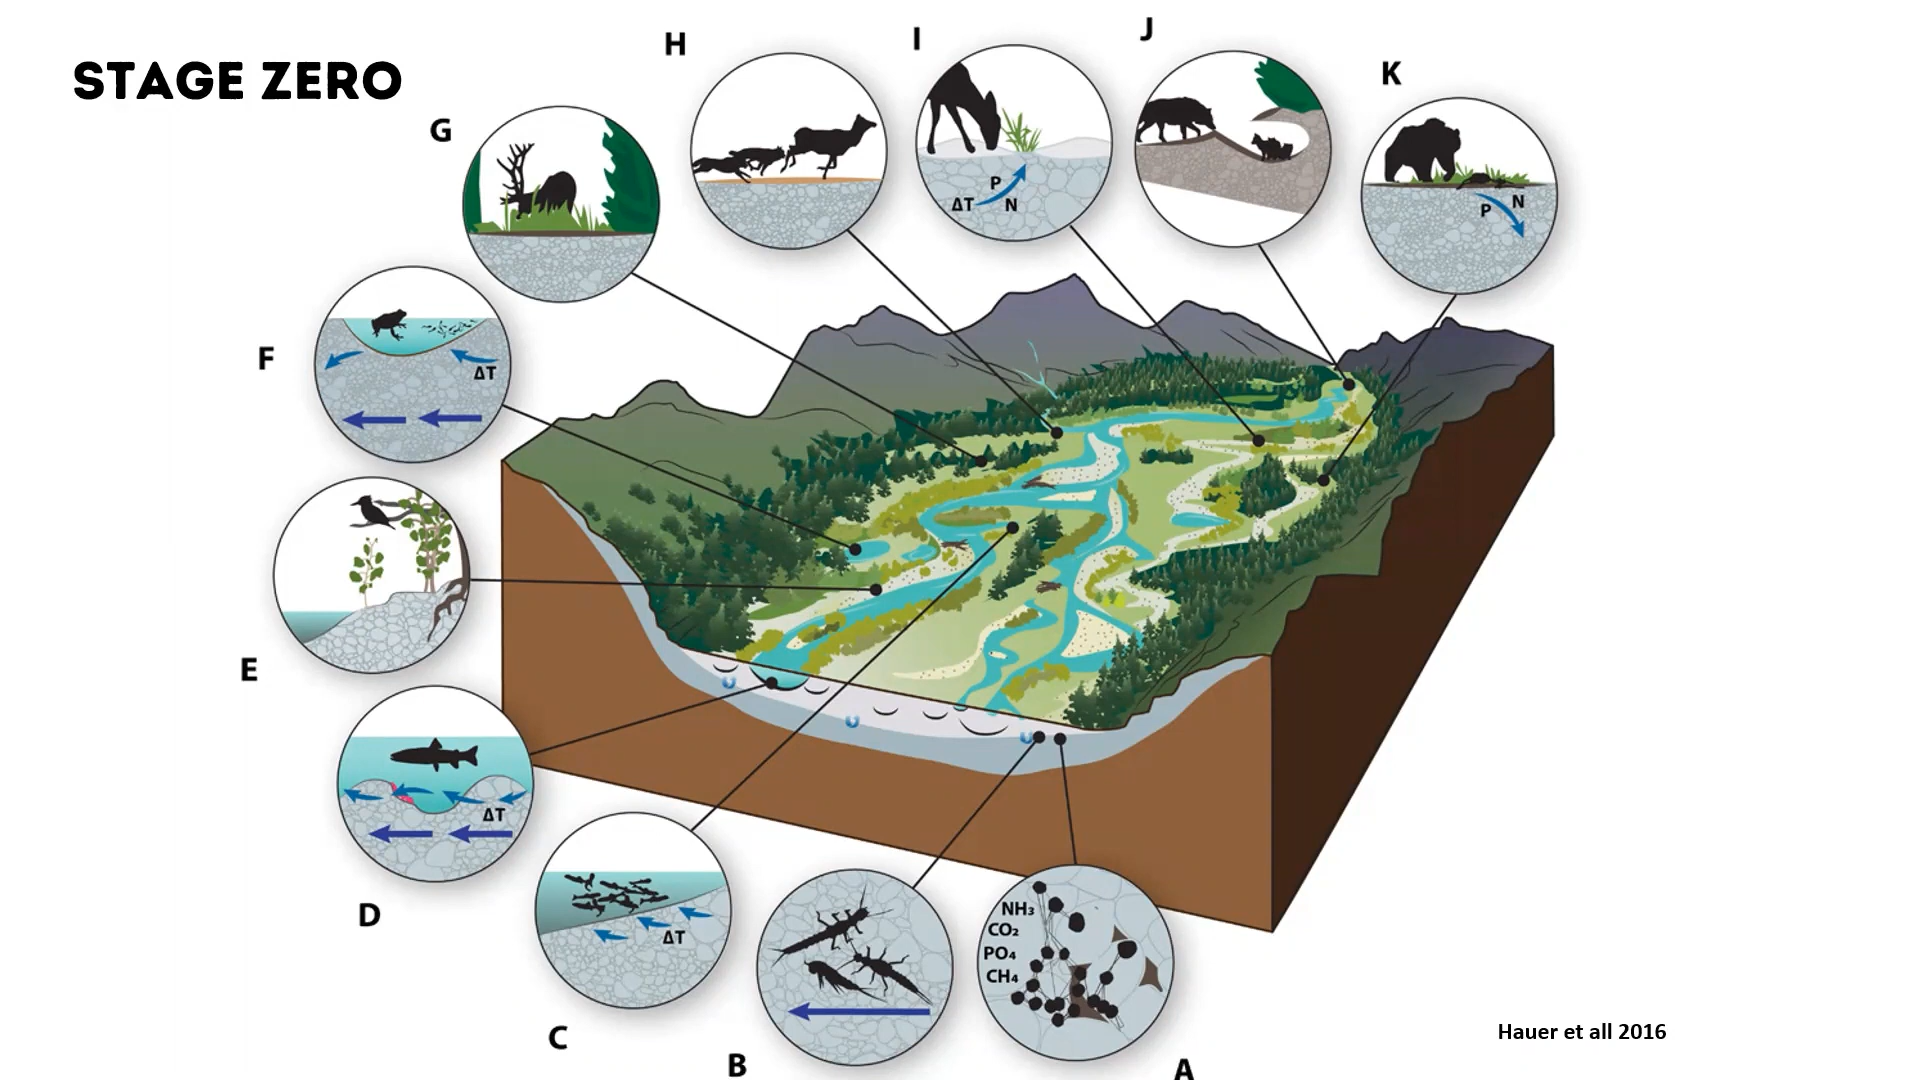 STAGE ZERO
G
H
I
J
K
P
ΔT
N
P
N
F
ΔT
E
D
ΔT
C
ΔT
B
A
NH₃
CO₂
PO₄
CH₄
Hauer et all 2016